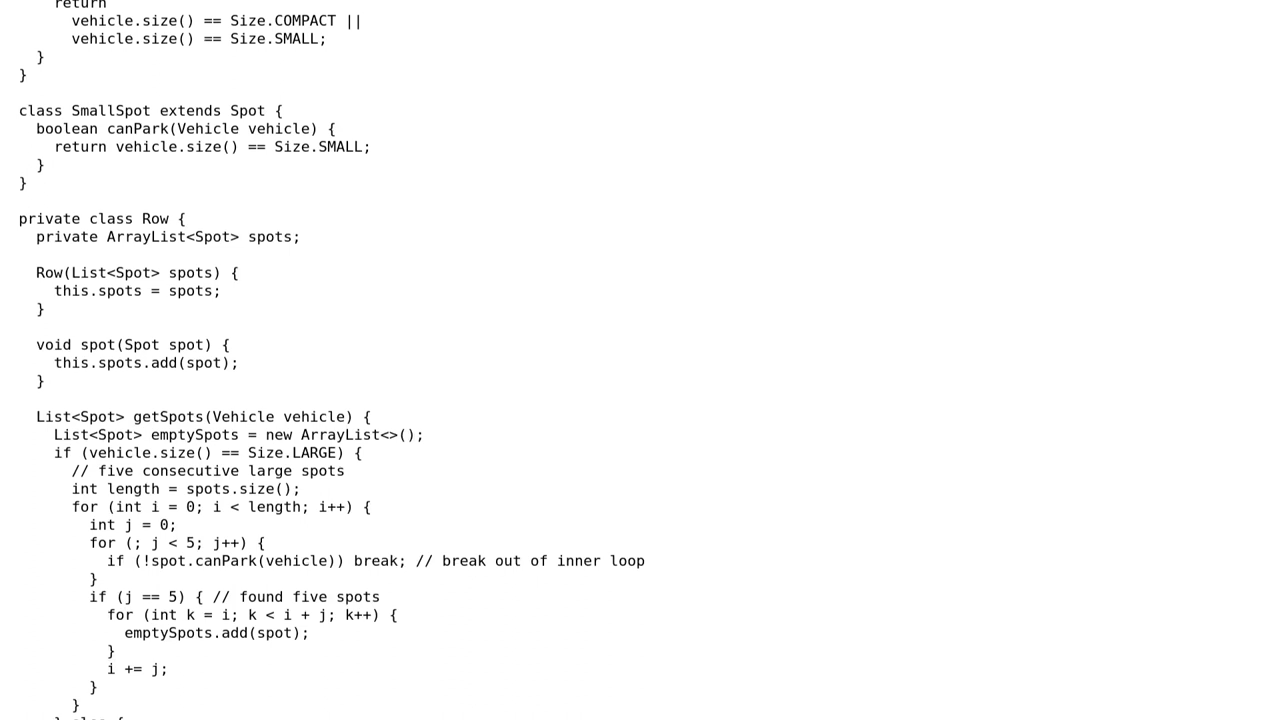 return
vehicle.size() == Size.COMPACT ||
vehicle.size() == Size.SMALL;
}
}
class SmallSpot extends Spot {
boolean canPark(Vehicle vehicle) {
return vehicle.size() == Size.SMALL;
}
}
private class Row {
private ArrayList<Spot> spots;
Row(List<Spot> spots) {
this.spots = spots;
}
void spot(Spot spot) {
this.spots.add(spot);
}
List<Spot> getSpots(Vehicle vehicle) {
List<Spot> emptySpots = new ArrayList<>();
if (vehicle.size() == Size.LARGE) {
// five consecutive large spots
int length = spots.size();
for (int i = 0; i < length; i++) {
int j = 0;
for (; j < 5; j++) {
if (!spot.canPark(vehicle)) break; // break out of inner loop
}
if (j == 5) { // found five spots
for (int k = i; k < i + j; k++) {
emptySpots.add(spot);
}
i += j;
}
}
} else {